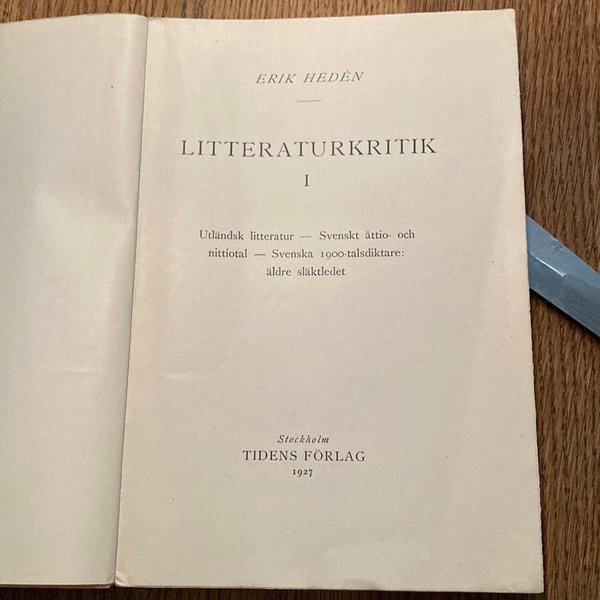 ERIK HEDÉN
LITTERATURKRITIK
I
Utländsk litteratur — Svenskt åttio- och
nittiotal — Svenska 1900-talsdiktare:
äldre släktledet
Stockholm
TIDENS FÖRLAG
1927